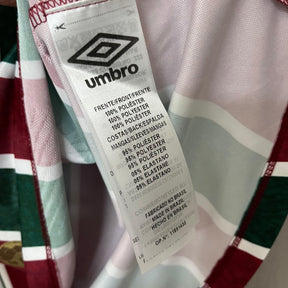 umbro
FRENTE/FRONT/FRENTE
100% POLIÉSTER
100% POLYESTER
100% POLIÉSTER
COSTAS/BACK/ESPALDA
MANGAS/SLEEVES/MANGAS
95% POLIÉSTER
95% POLYESTER
95% POLIÉSTER
05% ELASTANO
05% ELASTANE
05% ELASTANO
FABRICADO NO BRASIL
MADE IN BRAZIL
HECHO EN BRASIL